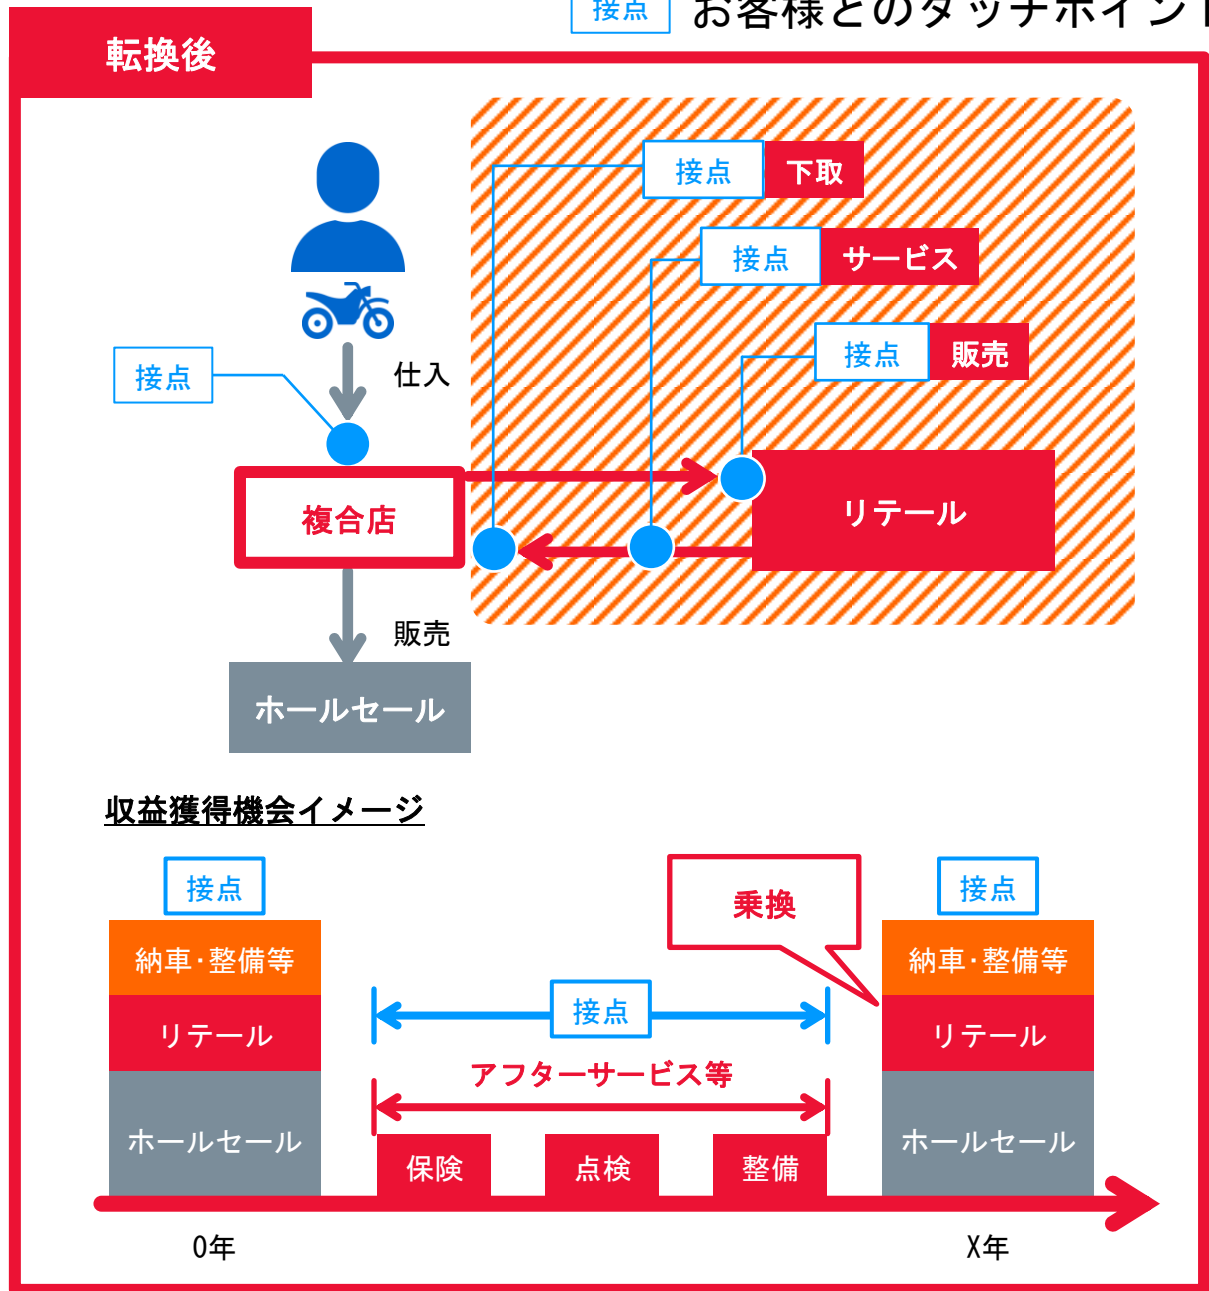 接点 お客様とのタッチポイント
転換後
接点 下取
接点 サービス
接点 販売
接点
仕入
複合店
リテール
販売
ホールセール
収益獲得機会イメージ
接点
乗換
接点
納車・整備等
納車・整備等
接点
リテール
リテール
アフターサービス等
ホールセール
ホールセール
保険
点検
整備
0年
X年